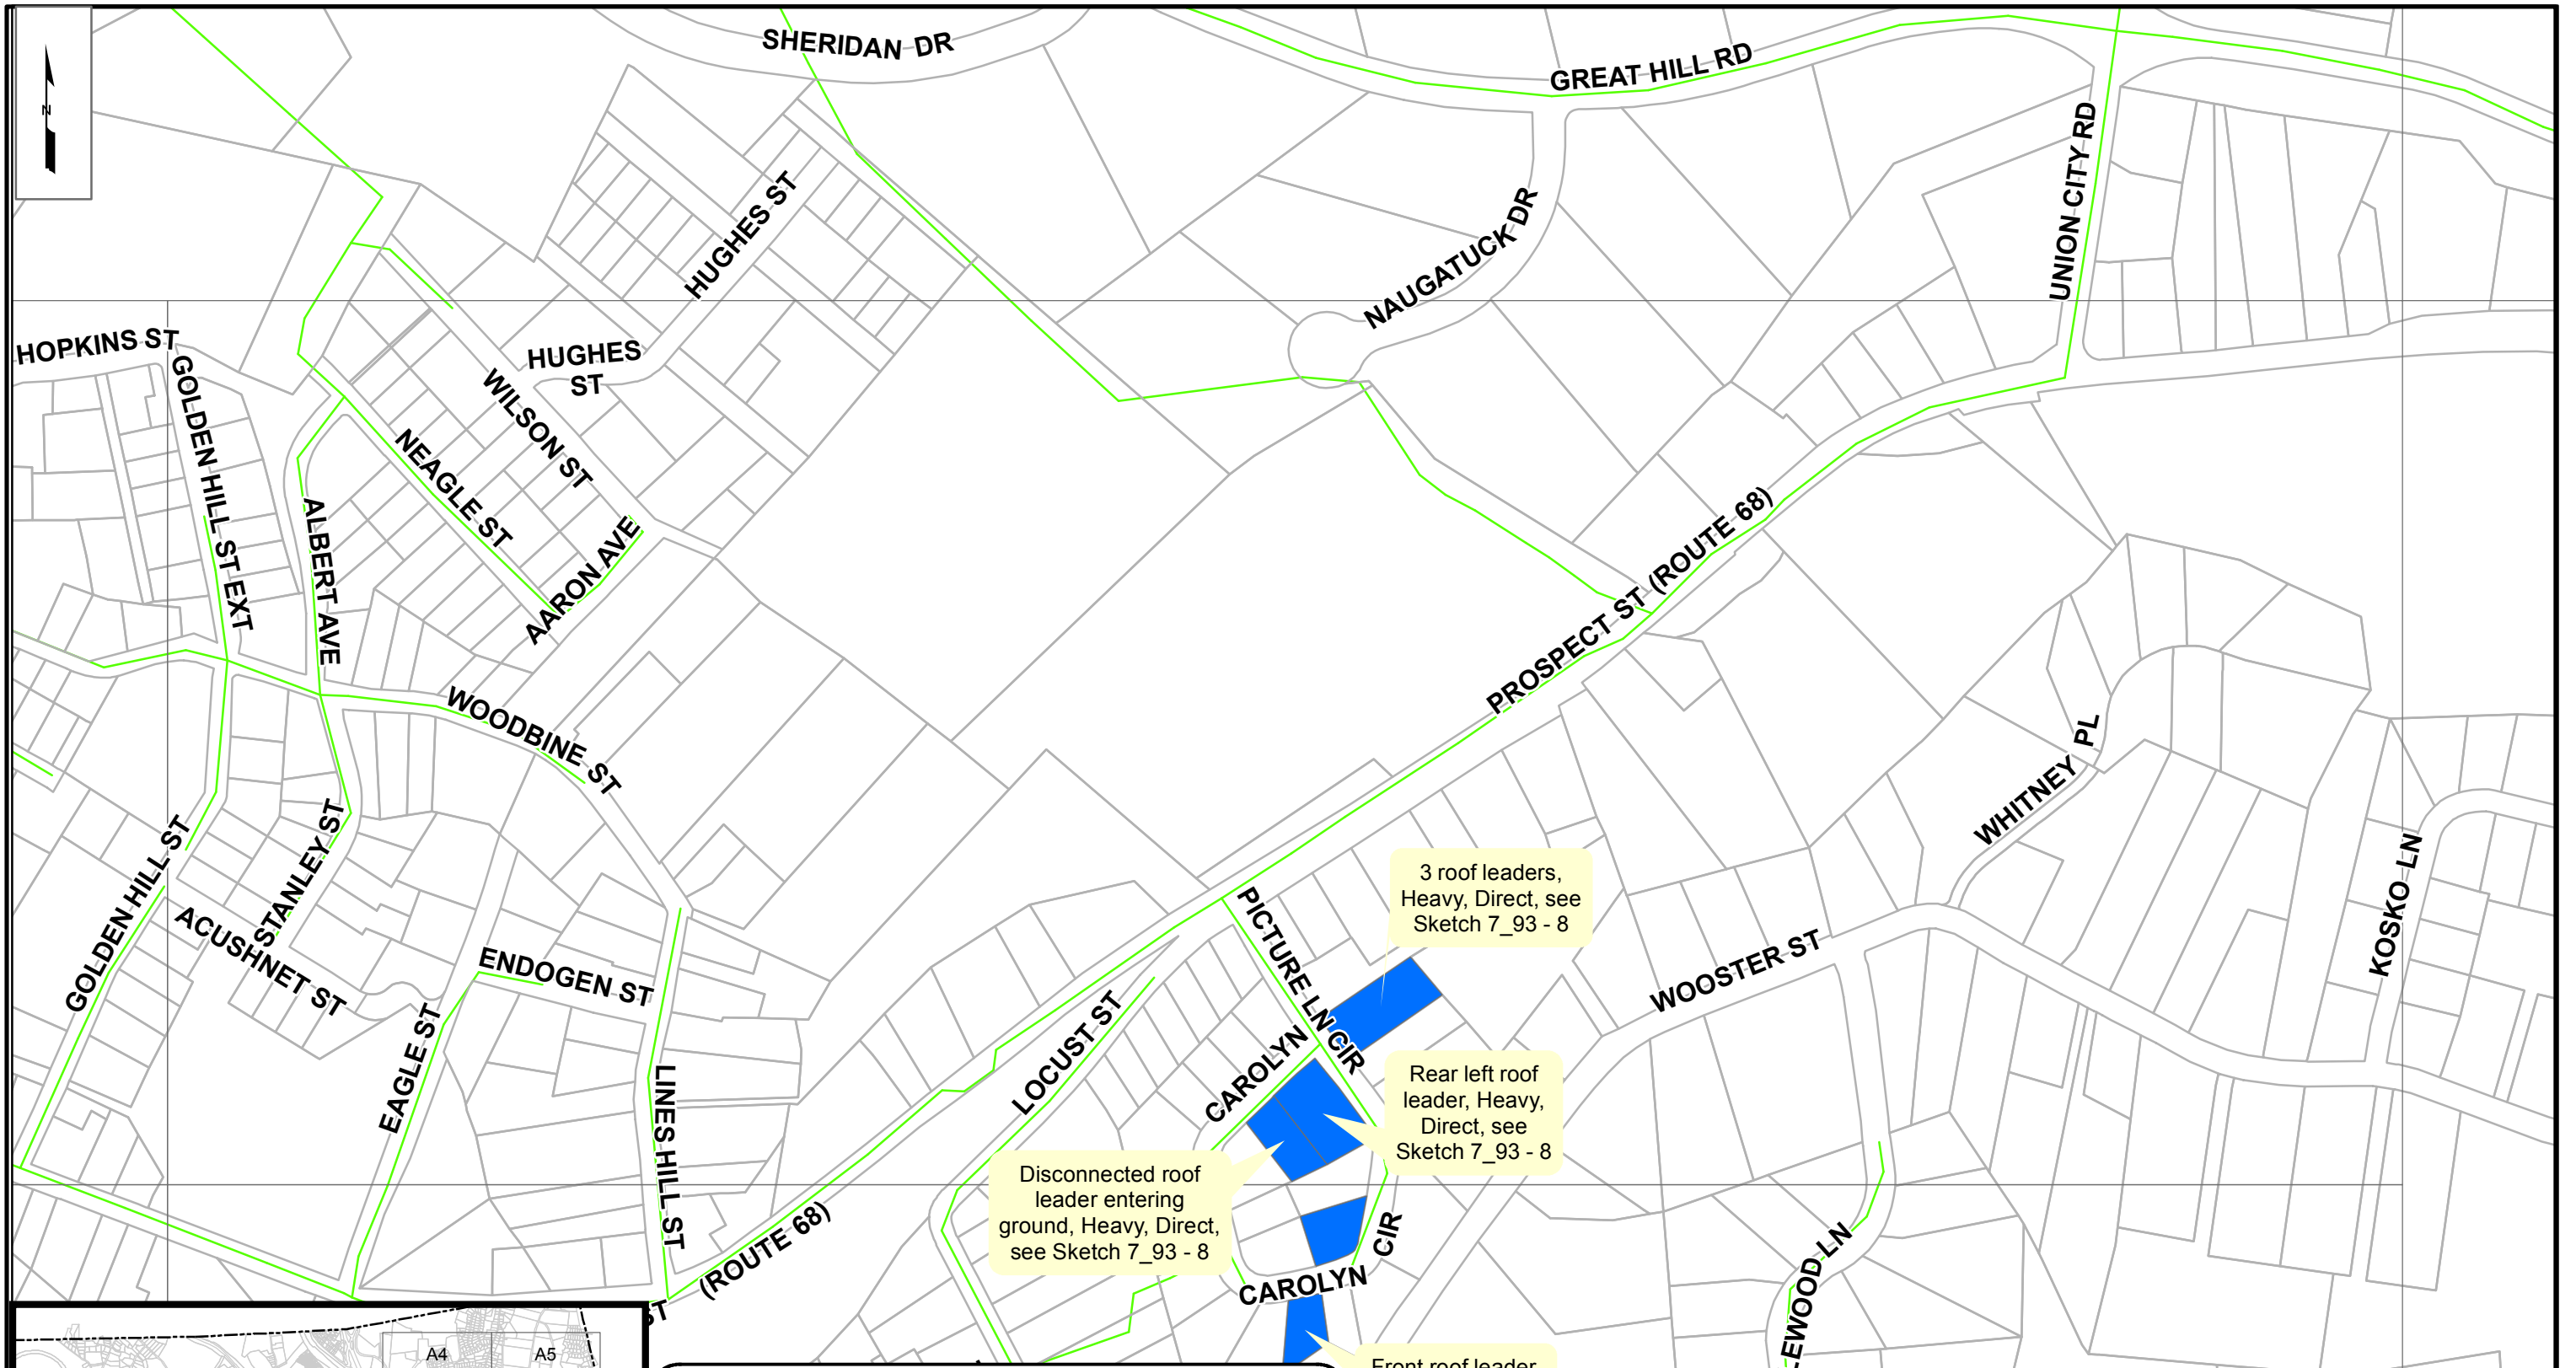 SHERIDAN DR
GREAT HILL RD
N
UNION CITY RD
HUGHES ST
NAUGATUCK DR
HOPKINS ST
GOLDEN HILL ST EXT
HUGHES
ST
WILSON ST
NEAGLE ST
ALBERT AVE
AARON AVE
PROSPECT ST (ROUTE 68)
WOODBINE ST
WHITNEY PL
KOSKO LN
GOLDEN HILL ST
STANLEY ST
ACUSHNET ST
ENDOGEN ST
EAGLE ST
LINES HILL ST
LOCUST ST
PICTURE LN CIR
3 roof leaders,
Heavy, Direct, see
Sketch 7_93 - 8
WOOSTER ST
CAROLYN
Rear left roof
leader, Heavy,
Direct, see
Sketch 7_93 - 8
Disconnected roof
leader entering
ground, Heavy, Direct,
see Sketch 7_93 - 8
CIR
CAROLYN
(ROUTE 68)
ST
EWOOD LN
A4
A5
Front roof leader